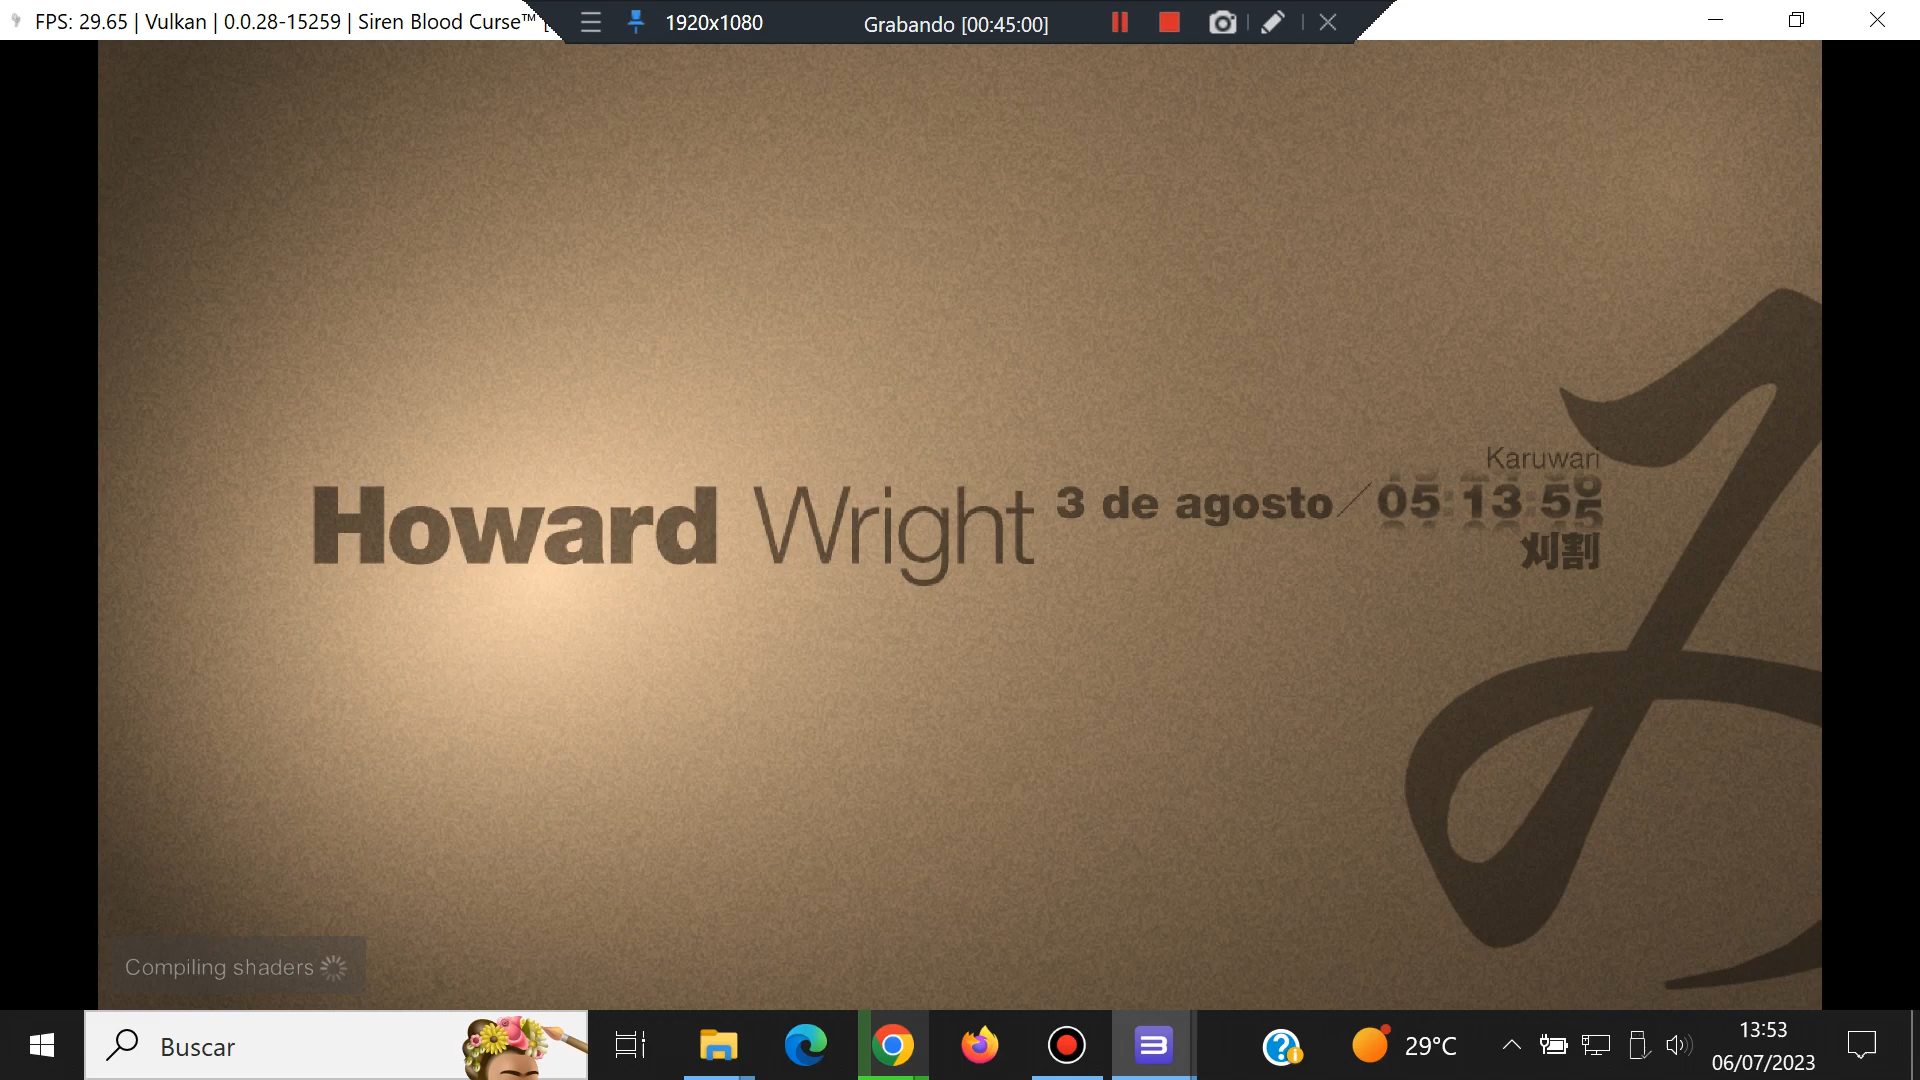 FPS: 29.65 | Vulkan | 0.0.28-15259 | Siren Blood Curse™
1920x1080
Grabando [00:45:00]
Karuwari
Howard Wright 3 de agosto/05:13:55
刈割
Compiling shaders
Buscar
29°C
13:53
06/07/2023